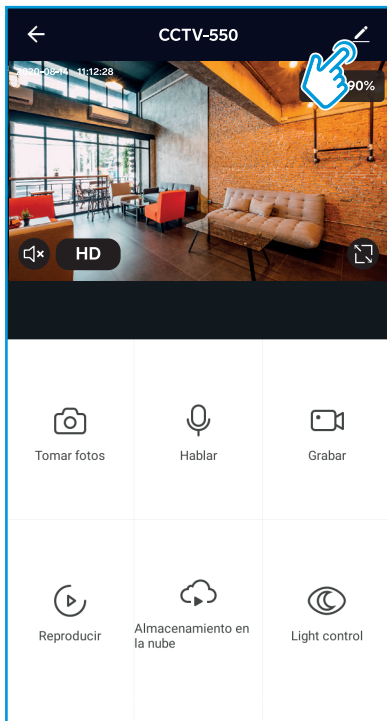 CCTV-550
2020-08-14 11:12:28
90%
HD
Tomar fotos
Hablar
Grabar
Reproducir
Almacenamiento en
la nube
Light control